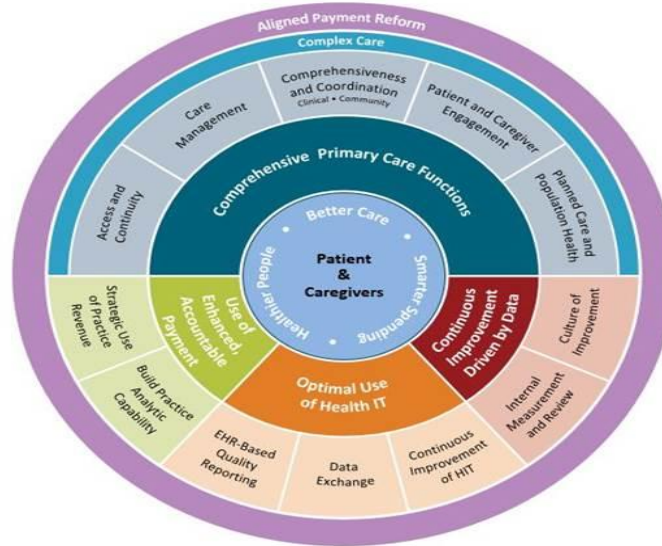 Aligned Payment Reform
Complex Care
Access and
Continuity
Care
Management
Comprehensiveness
and Coordination
Clinical • Community
Patient and Caregiver
Engagement
Planned Care and
Population Health
Comprehensive Primary Care Functions
Better Care
•
Smarter Spending
•
Healthier People
•
Patient
&
Caregivers
Use of
Enhanced,
Accountable
Payment
Strategic Use
of Practice
Revenue
Build Practice
Analytic
Capability
Optimal Use
of Health IT
EHR-Based
Quality
Reporting
Data
Exchange
Continuous
Improvement
of HIT
Continuous
Improvement
Driven by Data
Internal
Measurement
and Review
Culture of
Improvement